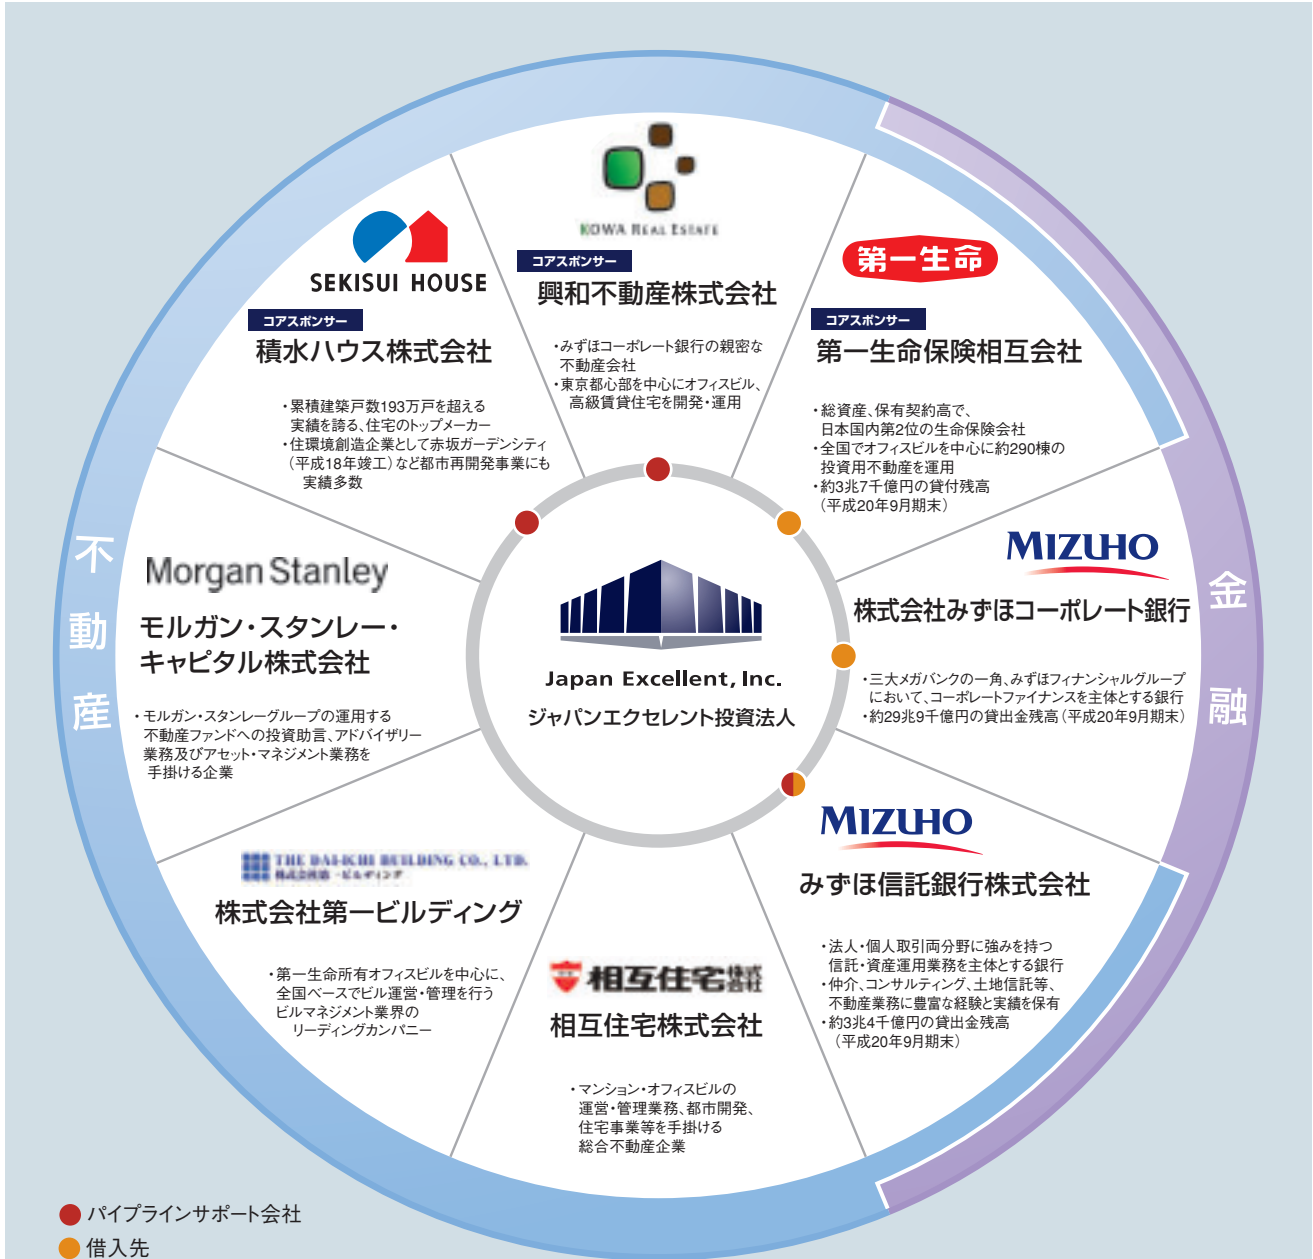 KOWA REAL ESTATE
コアスポンサー
興和不動産株式会社
・みずほコーポレート銀行の親密な
不動産会社
・東京都心部を中心にオフィスビル、
高級賃貸住宅を開発・運用
第一生命
コアスポンサー
第一生命保険相互会社
・総資産、保有契約高で、
日本国内第2位の生命保険会社
・全国でオフィスビルを中心に約290棟の
投資用不動産を運用
・約3兆7千億円の貸付残高
(平成20年9月期末)
MIZUHO
株式会社みずほコーポレート銀行
・三大メガバンクの一角、みずほフィナンシャルグループ
において、コーポレートファイナンスを主体とする銀行
・約29兆9千億円の貸出金残高(平成20年9月期末)
MIZUHO
みずほ信託銀行株式会社
・法人・個人取引両分野に強みを持つ
信託・資産運用業務を主体とする銀行
・仲介、コンサルティング、土地信託等、
不動産業務に豊富な経験と実績を保有
・約3兆4千億円の貸出金残高
(平成20年9月期末)
相互住宅株式会社
相互住宅株式会社
・マンション・オフィスビルの
運営・管理業務、都市開発、
住宅事業等を手掛ける
総合不動産企業
THE DAI-ICHI BUILDING CO., LTD.
株式会社第一ビルディング
株式会社第一ビルディング
・第一生命所有オフィスビルを中心に、
全国ベースでビル運営・管理を行う
ビルマネジメント業界の
リーディングカンパニー
Morgan Stanley
モルガン・スタンレー・
キャピタル株式会社
・モルガン・スタンレーグループの運用する
不動産ファンドへの投資助言、アドバイザリー
業務及びアセット・マネジメント業務を
手掛ける企業
SEKISUI HOUSE
コアスポンサー
積水ハウス株式会社
・累積建築戸数193万戸を超える
実績を誇る、住宅のトップメーカー
・住環境創造企業として赤坂ガーデンシティ
(平成18年竣工)など都市再開発事業にも
実績多数
Japan Excellent, Inc.
ジャパンエクセレント投資法人
不動産
金融
パイプラインサポート会社
借入先